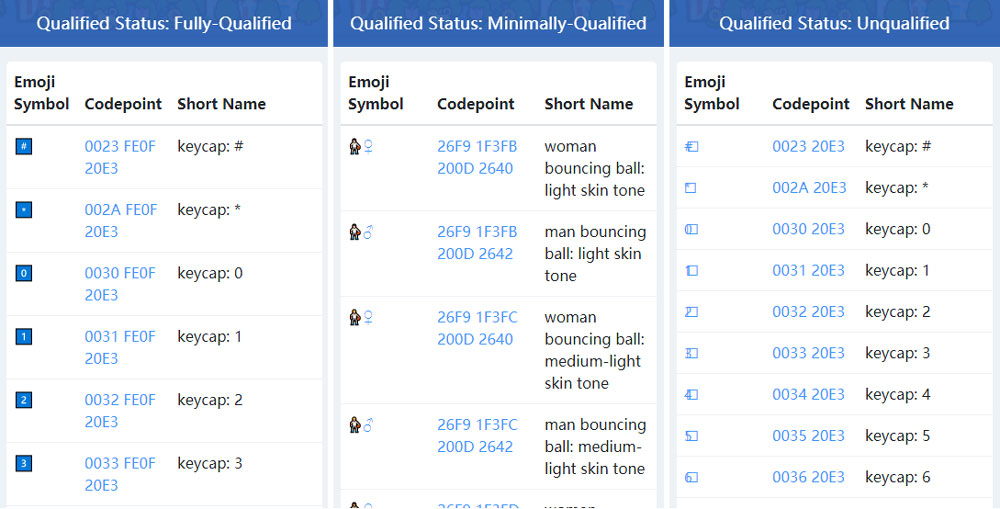 Qualified Status: Fully-Qualified
Emoji
Symbol Codepoint Short Name
# 0023 FE0F keycap: #
20E3
* 002A FE0F keycap: *
20E3
0 0030 FE0F keycap: 0
20E3
1 0031 FE0F keycap: 1
20E3
2 0032 FE0F keycap: 2
20E3
3 0033 FE0F keycap: 3
20E3
Qualified Status: Minimally-Qualified
Emoji
Symbol Codepoint Short Name
♀ 26F9 1F3FB woman
200D 2640 bouncing ball:
light skin tone
♂ 26F9 1F3FB man bouncing
200D 2642 ball: light skin
tone
♀ 26F9 1F3FC woman
200D 2640 bouncing ball:
medium-light
skin tone
♂ 26F9 1F3FC man bouncing
200D 2642 ball: medium-
light skin tone
Qualified Status: Unqualified
Emoji
Symbol Codepoint Short Name
# 0023 20E3 keycap: #
* 002A 20E3 keycap: *
0 0030 20E3 keycap: 0
1 0031 20E3 keycap: 1
2 0032 20E3 keycap: 2
3 0033 20E3 keycap: 3
4 0034 20E3 keycap: 4
5 0035 20E3 keycap: 5
6 0036 20E3 keycap: 6